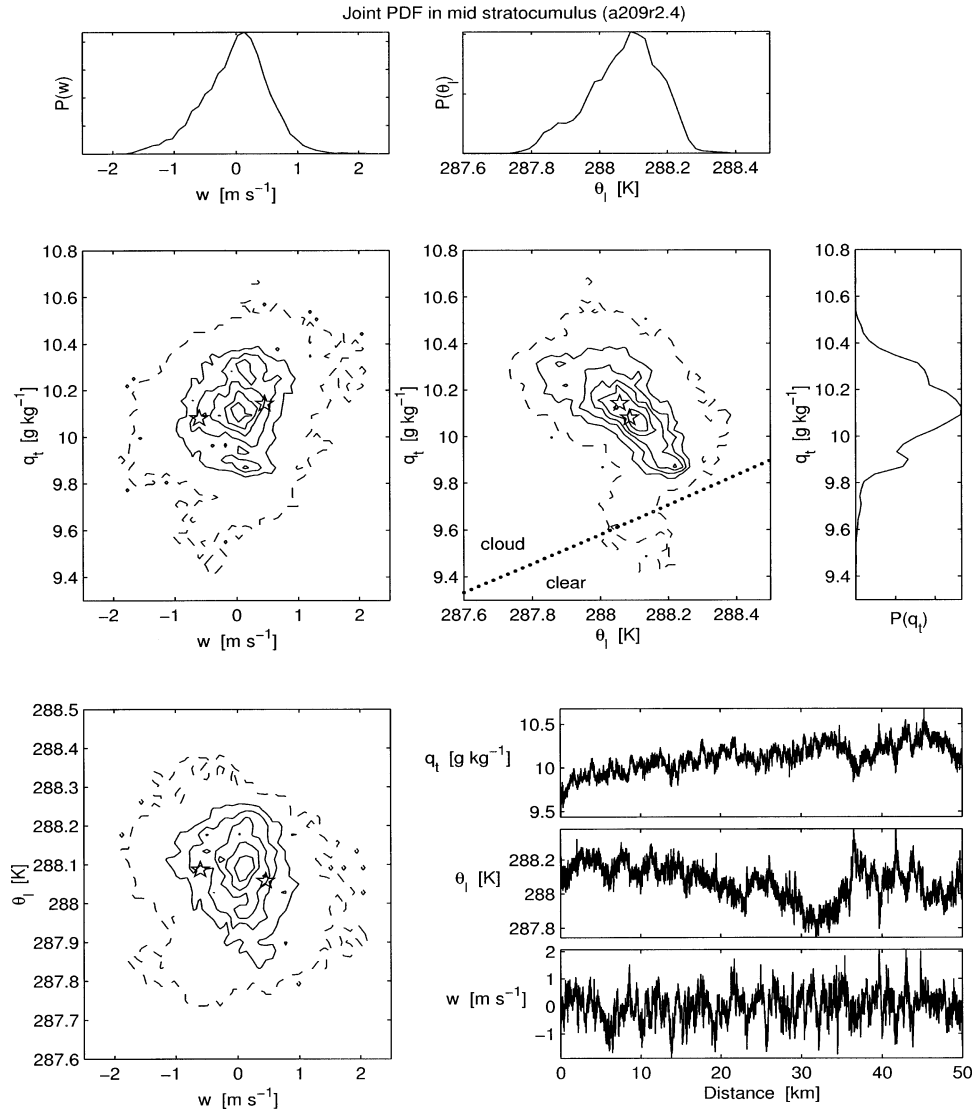 Joint PDF in mid stratocumulus (a209r2.4)
P(w)
−2 −1 0 1 2
w [m s⁻¹]
P(θₗ)
287.6 287.8 288 288.2 288.4
θₗ [K]
10.8
10.6
10.4
10.2
10
9.8
9.6
9.4
qₜ [g kg⁻¹]
−2 −1 0 1 2
w [m s⁻¹]
10.8
10.6
10.4
10.2
10
9.8
9.6
9.4
qₜ [g kg⁻¹]
cloud
clear
287.6 287.8 288 288.2 288.4
θₗ [K]
10.8
10.6
10.4
10.2
10
9.8
9.6
9.4
qₜ [g kg⁻¹]
P(qₜ)
288.5
288.4
288.3
288.2
288.1
288
287.9
287.8
287.7
287.6
θₗ [K]
−2 −1 0 1 2
w [m s⁻¹]
10.5
10
9.5
qₜ [g kg⁻¹]
288.2
288
287.8
θₗ [K]
2
1
0
−1
w [m s⁻¹]
0 10 20 30 40 50
Distance [km]